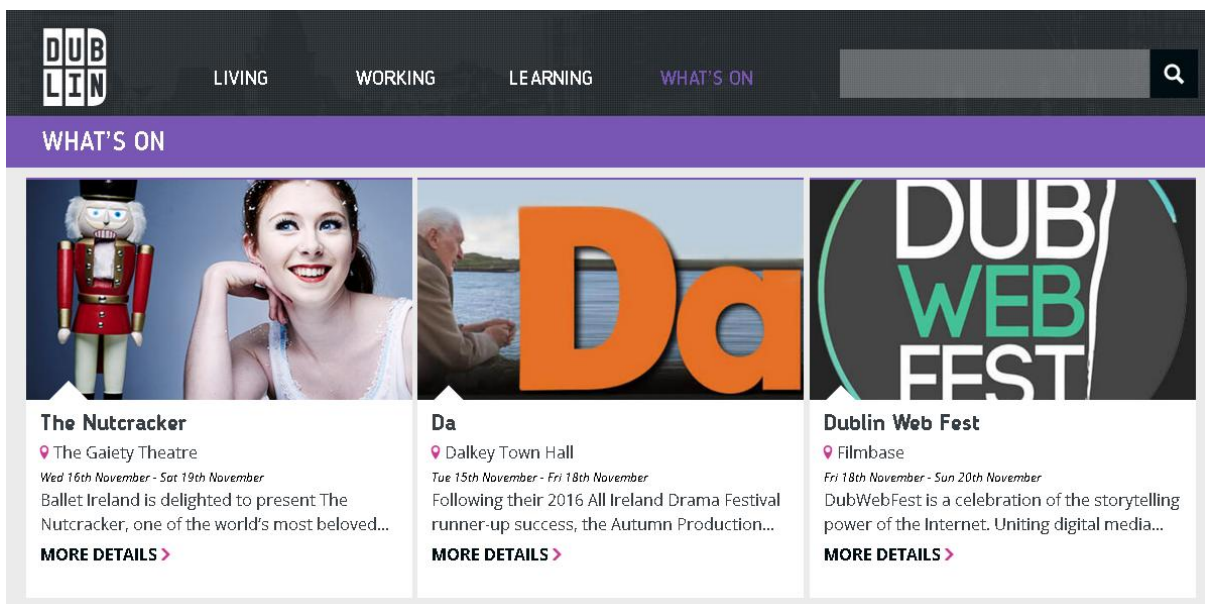 DUB
LIN
LIVING
WORKING
LEARNING
WHAT'S ON
WHAT'S ON
Da
DUB
WEB
FEST
The Nutcracker
The Gaiety Theatre
Wed 16th November - Sat 19th November
Ballet Ireland is delighted to present The
Nutcracker, one of the world's most beloved...
MORE DETAILS >
Da
Dalkey Town Hall
Tue 15th November - Fri 18th November
Following their 2016 All Ireland Drama Festival
runner-up success, the Autumn Production...
MORE DETAILS >
Dublin Web Fest
Filmbase
Fri 18th November - Sun 20th November
DubWebFest is a celebration of the storytelling
power of the Internet. Uniting digital media...
MORE DETAILS >